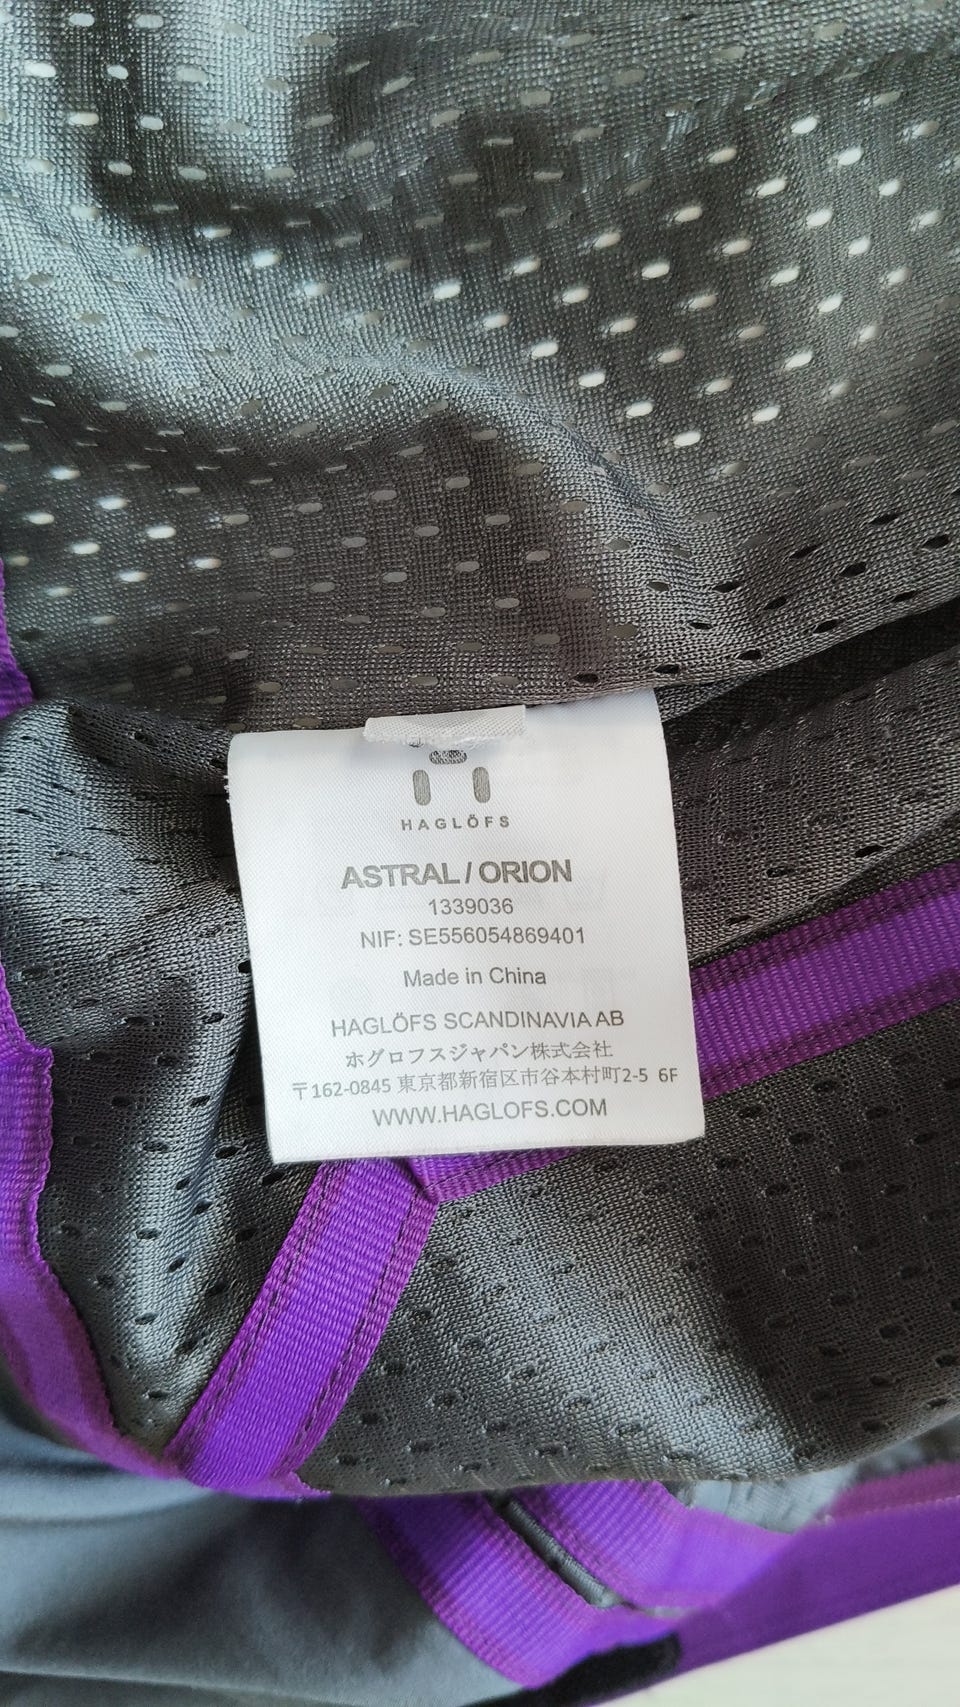 HAGLÖFS
ASTRAL / ORION
1339036
NIF: SE556054869401
Made in China
HAGLÖFS SCANDINAVIA AB
ホグロフスジャパン株式会社
〒162-0845 東京都新宿区市谷本村町2-5 6F
WWW.HAGLOFS.COM